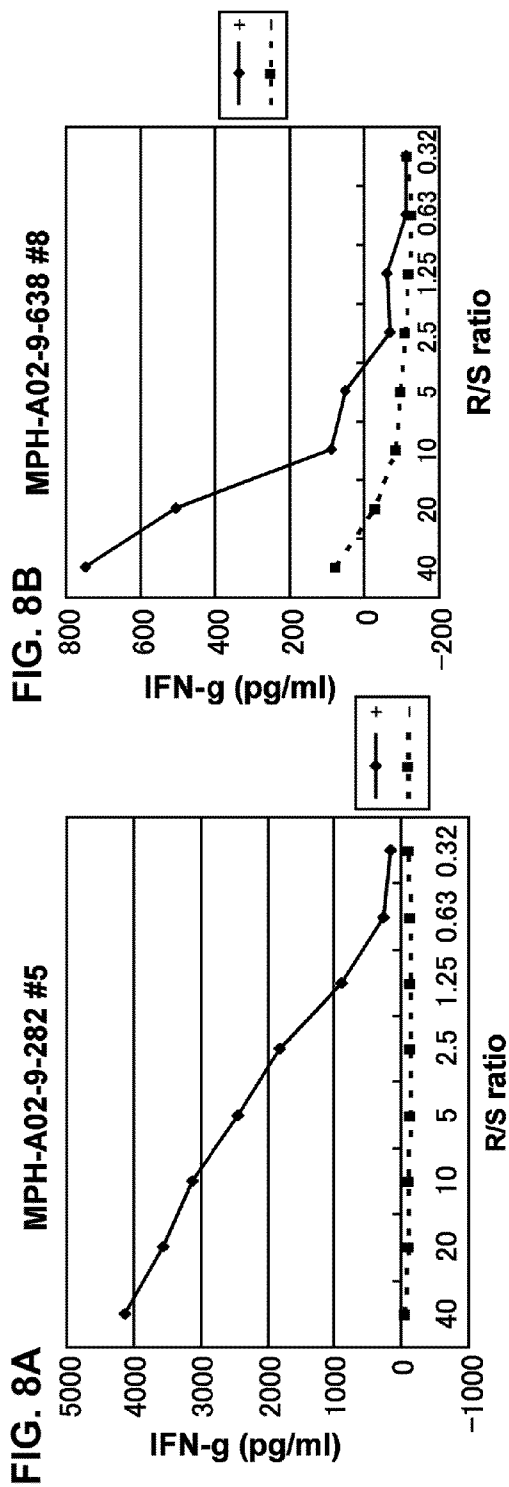 FIG. 8A
MPH-A02-9-282 #5
5000
4000
3000
2000
1000
0
−1000
IFN-g (pg/ml)
40 20 10 5 2.5 1.25 0.63 0.32
R/S ratio
+
−
FIG. 8B
MPH-A02-9-638 #8
800
600
400
200
0
−200
IFN-g (pg/ml)
40 20 10 5 2.5 1.25 0.63 0.32
R/S ratio
+
−